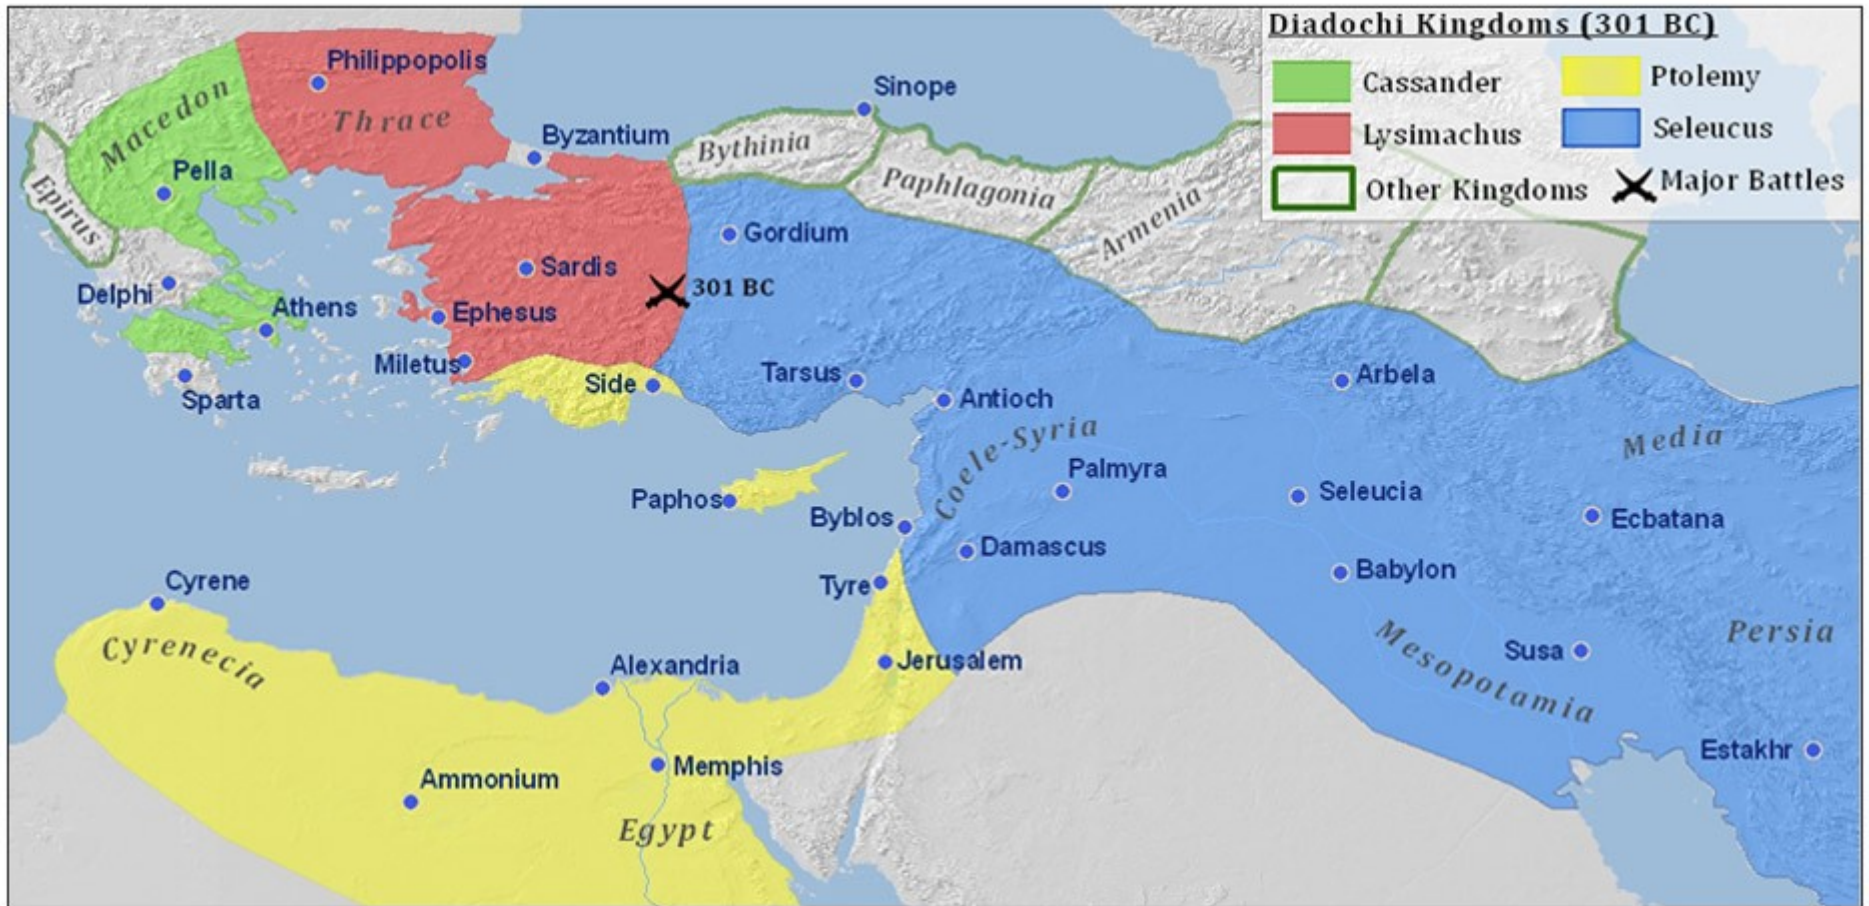 Diadochi Kingdoms (301 BC)
Cassander
Ptolemy
Lysimachus
Seleucus
Other Kingdoms
Major Battles
Philippopolis
Thrace
Macedon
Pella
Epirus
Byzantium
Sinope
Bythinia
Paphlagonia
Armenia
Gordium
Sardis
301 BC
Delphi
Athens
Ephesus
Miletus
Sparta
Side
Tarsus
Antioch
Arbela
Coele-Syria
Media
Palmyra
Seleucia
Paphos
Byblos
Ecbatana
Damascus
Babylon
Tyre
Cyrene
Cyrenecia
Alexandria
Jerusalem
Mesopotamia
Susa
Persia
Estakhr
Memphis
Ammonium
Egypt